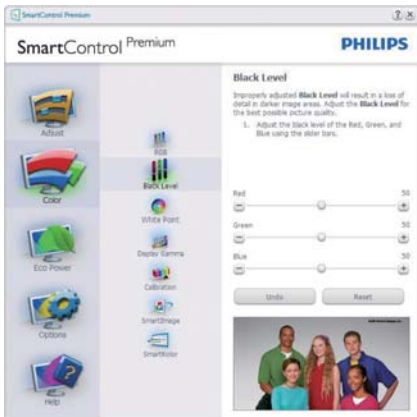 SmartControl Premium
SmartControl Premium
PHILIPS
Adjust
Color
Eco Power
Options
Help
RGB
Black Level
White Point
Display Gamma
Calibration
SmartImage
SmartKolor
Black Level
Improperly adjusted Black Level will result in a loss of
detail in darker image areas. Adjust the Black Level for
the best possible picture quality.
1. Adjust the black level of the Red, Green, and
Blue using the slider bars.
Red 50
Green 50
Blue 50
Undo
Reset